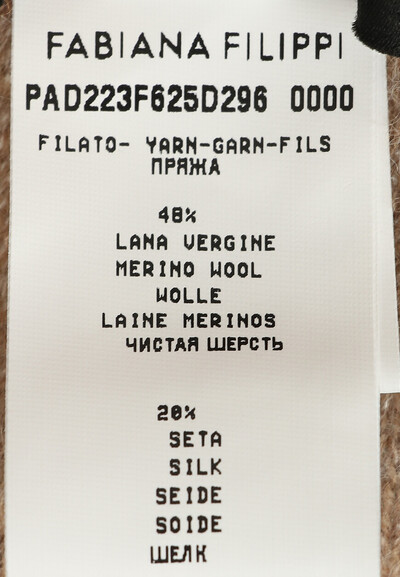 FABIANA FILIPPI
PAD223F625D296 0000
FILATO- YARN-GARN-FILS
ПРЯЖА
48%
LANA VERGINE
MERINO WOOL
WOLLE
LAINE MERINOS
ЧИСТАЯ ШЕРСТЬ
20%
SETA
SILK
SEIDE
SOIDE
ШЕЛК